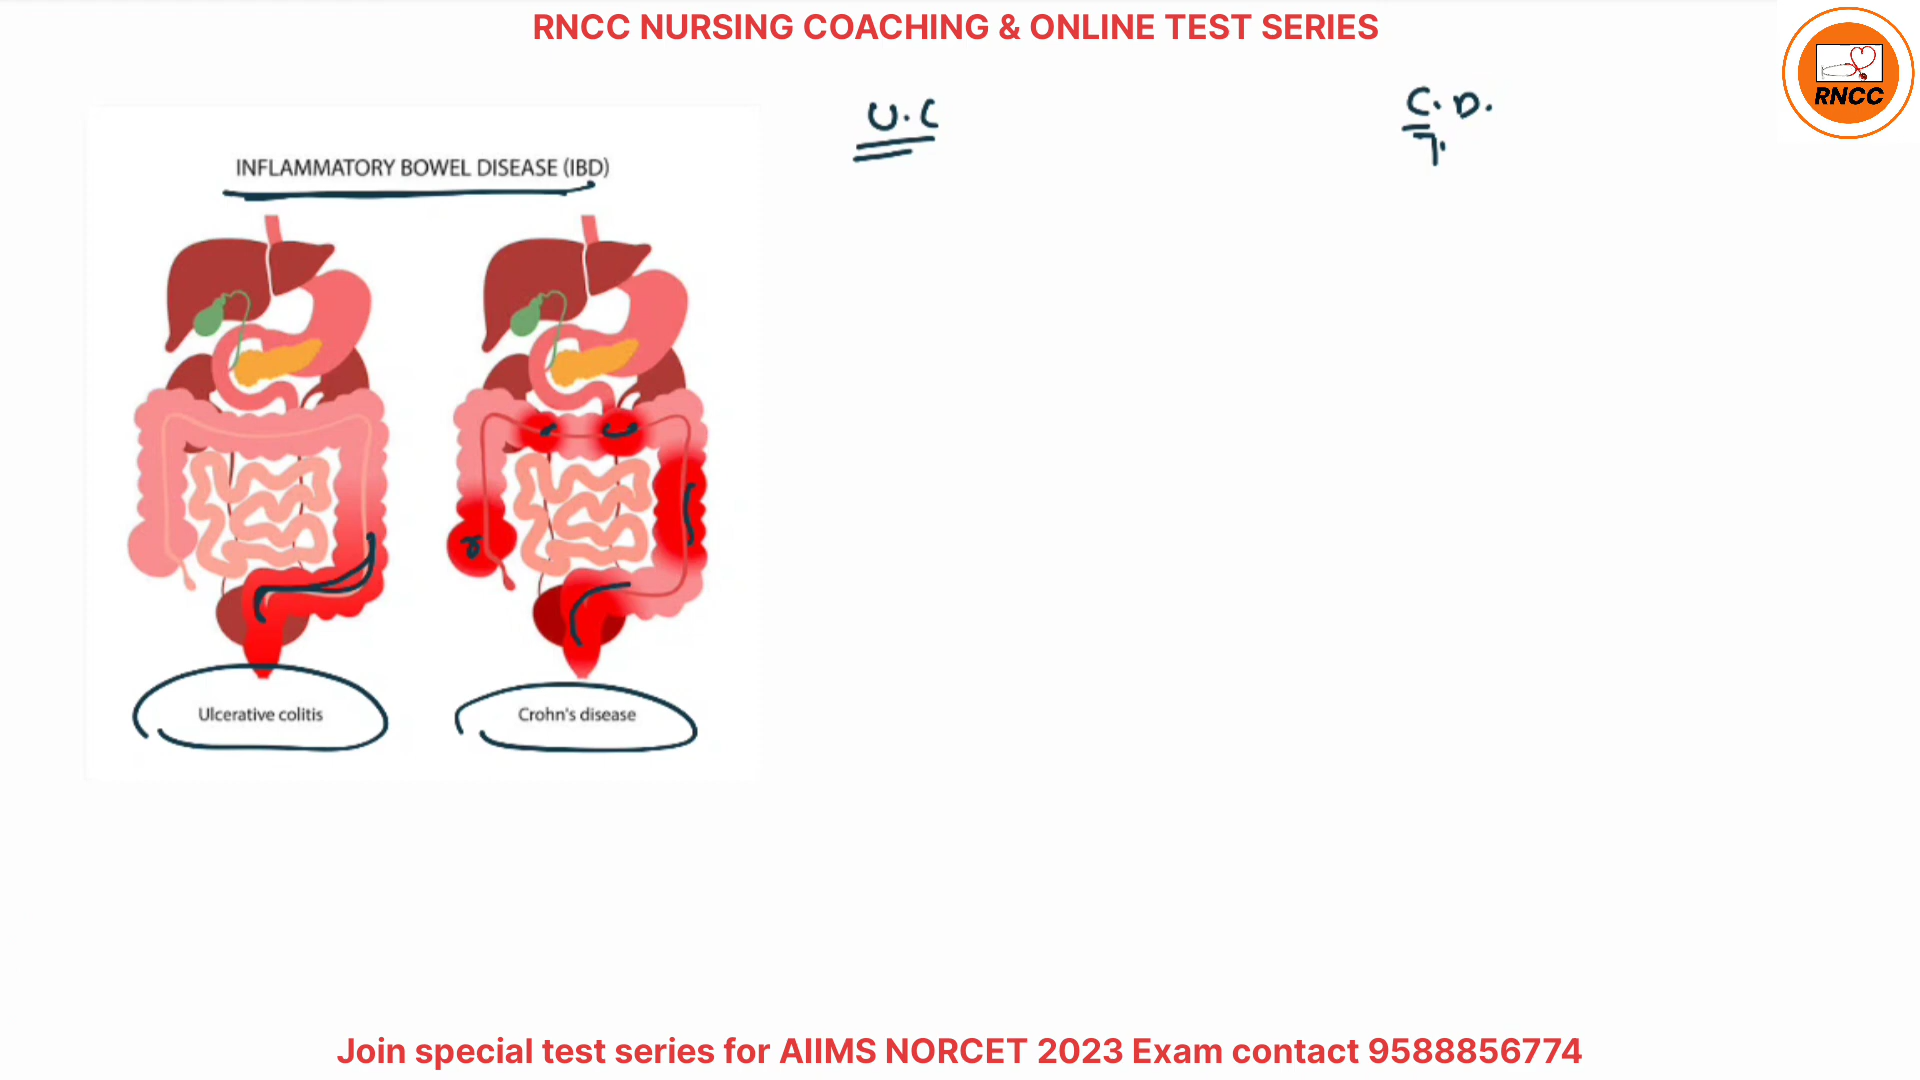 RNCC NURSING COACHING & ONLINE TEST SERIES
RNCC
U.C
C.D.
INFLAMMATORY BOWEL DISEASE (IBD)
Ulcerative colitis
Crohn's disease
Join special test series for AIIMS NORCET 2023 Exam contact 9588856774